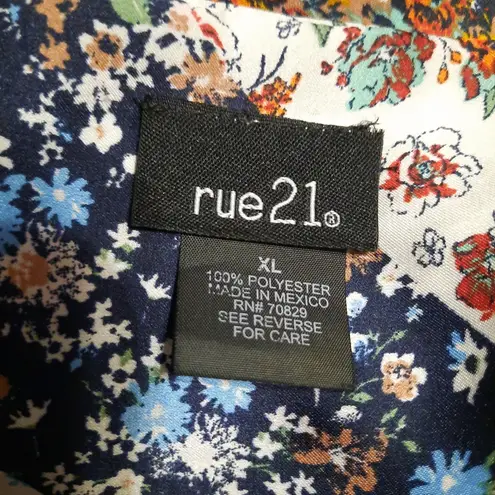 rue21®
XL
100% POLYESTER
MADE IN MEXICO
RN# 70829
SEE REVERSE
FOR CARE